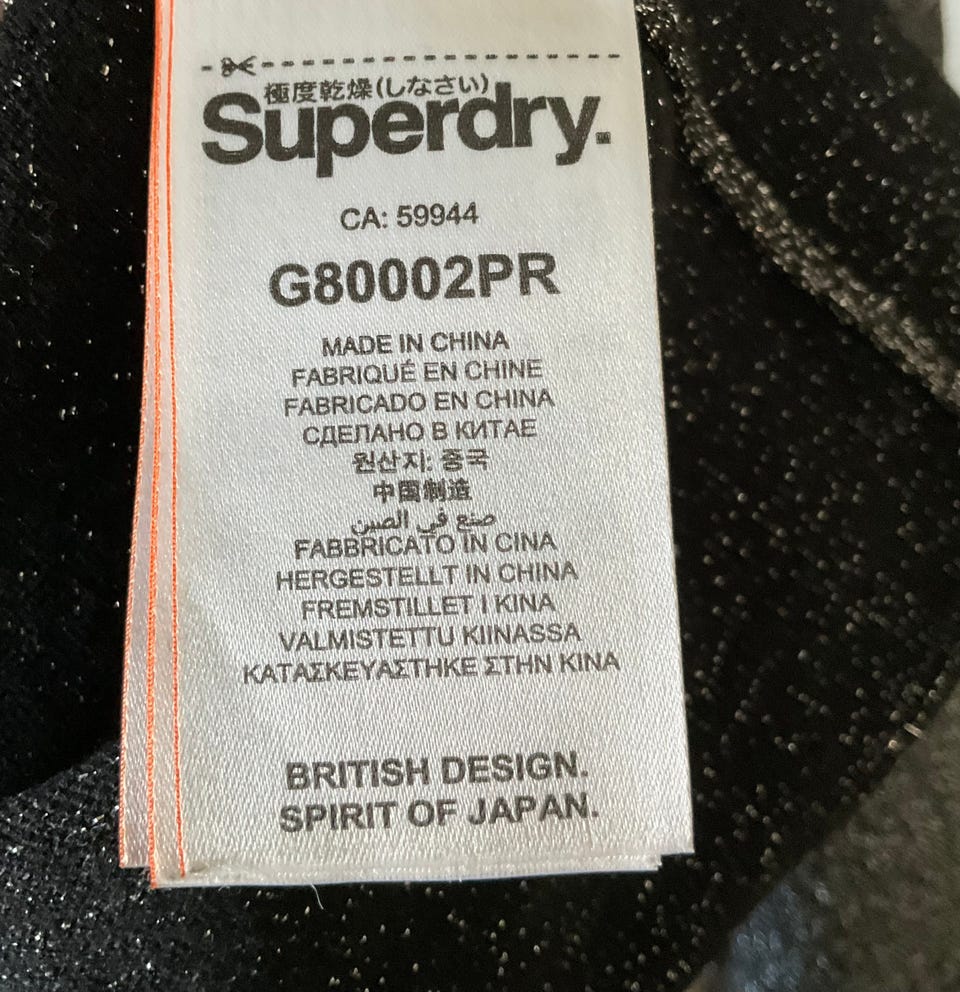 極度乾燥(しなさい)
Superdry.
CA: 59944
G80002PR
MADE IN CHINA
FABRIQUÉ EN CHINE
FABRICADO EN CHINA
СДЕЛАНО В КИТАЕ
원산지: 중국
中国制造
صنع في الصين
FABBRICATO IN CINA
HERGESTELLT IN CHINA
FREMSTILLET I KINA
VALMISTETTU KIINASSA
ΚΑΤΑΣΚΕΥΑΣΤΗΚΕ ΣΤΗΝ ΚΙΝΑ
BRITISH DESIGN.
SPIRIT OF JAPAN.